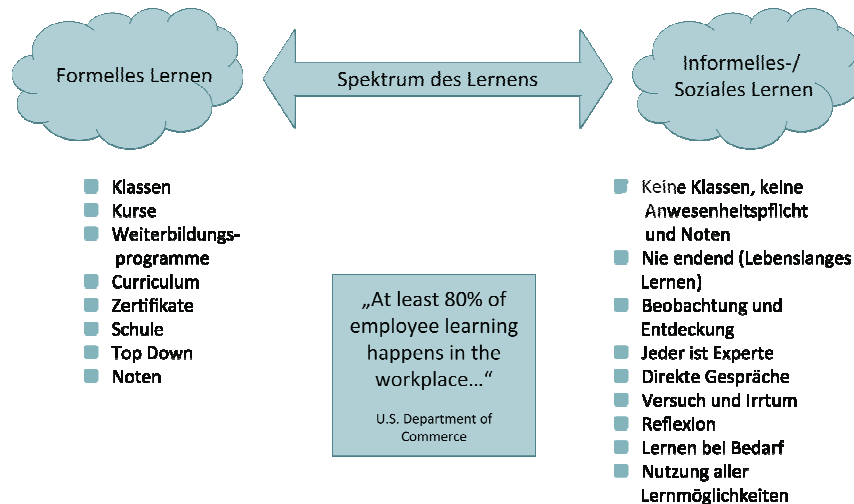 Formelles Lernen
Spektrum des Lernens
Informelles-/
Soziales Lernen
Klassen
Kurse
Weiterbildungs-
programme
Curriculum
Zertifikate
Schule
Top Down
Noten
„At least 80% of
employee learning
happens in the
workplace…“
U.S. Department of
Commerce
Keine Klassen, keine
Anwesenheitspflicht
und Noten
Nie endend (Lebenslanges
Lernen)
Beobachtung und
Entdeckung
Jeder ist Experte
Direkte Gespräche
Versuch und Irrtum
Reflexion
Lernen bei Bedarf
Nutzung aller
Lernmöglichkeiten